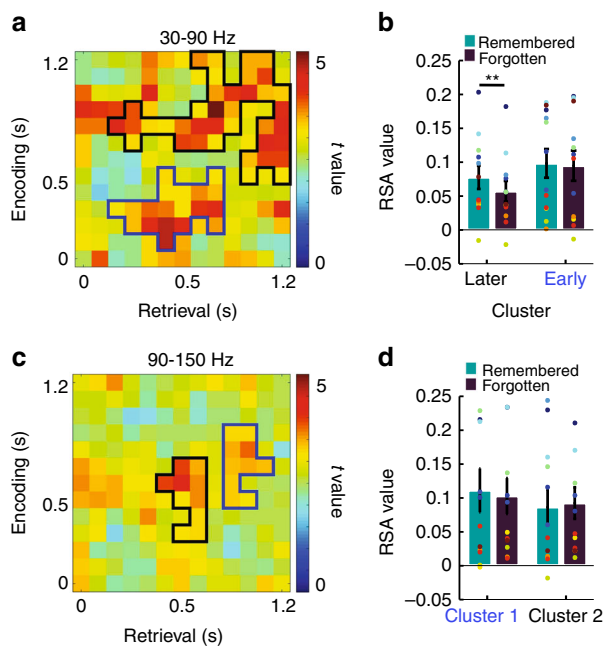 a
30-90 Hz
1.2
0.5
0
Encoding (s)
0
0.5
1.2
Retrieval (s)
5
0
t value
b
Remembered
Forgotten
**
0.25
0.2
0.15
0.1
0.05
0
−0.05
RSA value
Later
Early
Cluster
c
90-150 Hz
1.2
0.5
0
Encoding (s)
0
0.5
1.2
Retrieval (s)
5
0
t value
d
Remembered
Forgotten
0.25
0.2
0.15
0.1
0.05
0
−0.05
RSA value
Cluster 1
Cluster 2